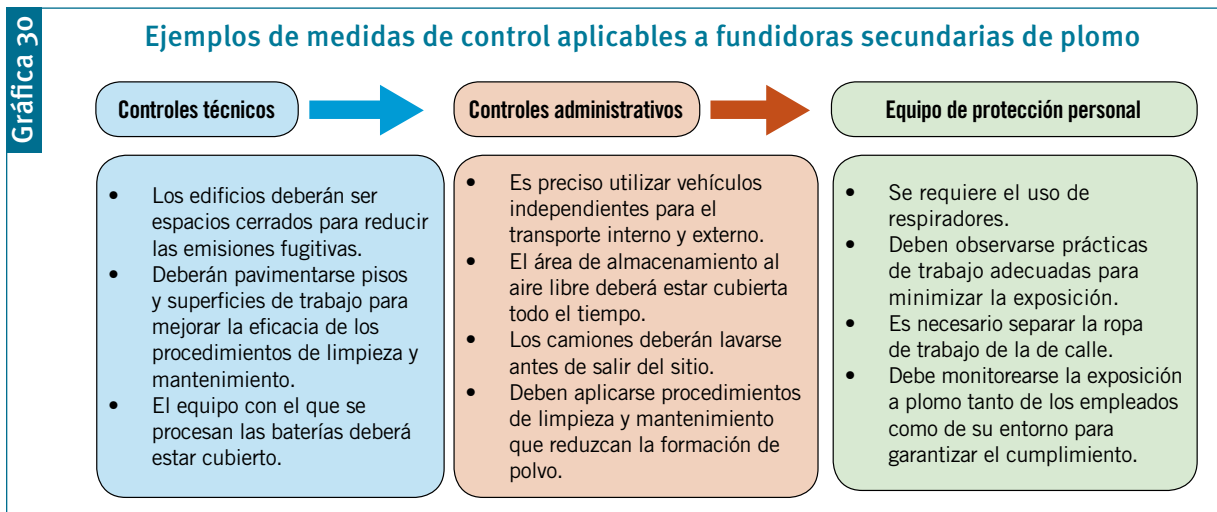 Gráfica 30
Ejemplos de medidas de control aplicables a fundidoras secundarias de plomo
Controles técnicos
• Los edificios deberán ser
espacios cerrados para reducir
las emisiones fugitivas.
• Deberán pavimentarse pisos
y superficies de trabajo para
mejorar la eficacia de los
procedimientos de limpieza y
mantenimiento.
• El equipo con el que se
procesan las baterías deberá
estar cubierto.
Controles administrativos
• Es preciso utilizar vehículos
independientes para el
transporte interno y externo.
• El área de almacenamiento al
aire libre deberá estar cubierta
todo el tiempo.
• Los camiones deberán lavarse
antes de salir del sitio.
• Deben aplicarse procedimientos
de limpieza y mantenimiento
que reduzcan la formación de
polvo.
Equipo de protección personal
• Se requiere el uso de
respiradores.
• Deben observarse prácticas
de trabajo adecuadas para
minimizar la exposición.
• Es necesario separar la ropa
de trabajo de la de calle.
• Debe monitorearse la exposición
a plomo tanto de los empleados
como de su entorno para
garantizar el cumplimiento.